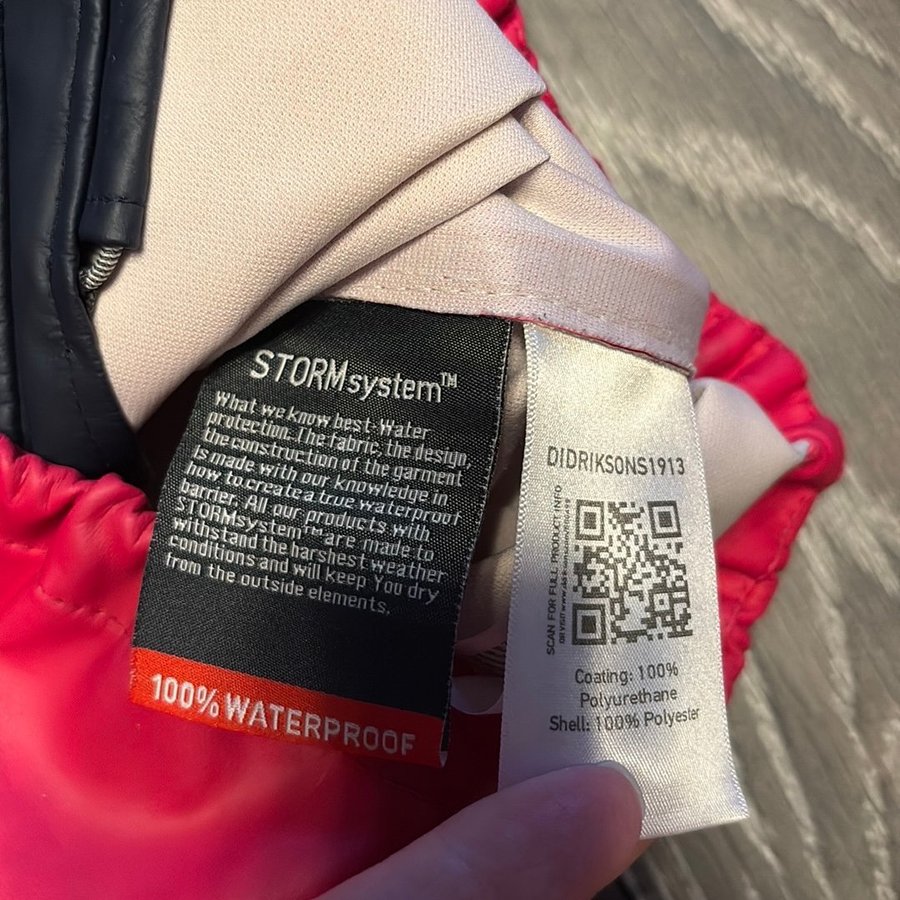 STORMsystem™
What we know best-Water
protection. The fabric, the design,
the construction of the garment
is made with our knowledge in
how to create a true waterproof
barrier. All our products with
STORMsystem™ are made to
withstand the harshest weather
conditions and will keep You dry
from the outside elements.
100% WATERPROOF
DIDRIKSONS1913
SCAN FOR FULL PRODUCT INFO
OR VISIT
Coating: 100%
Polyurethane
Shell: 100% Polyester